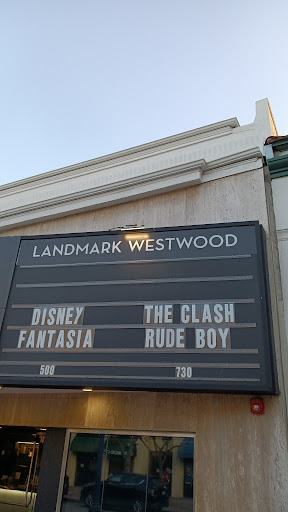 LANDMARK WESTWOOD
DISNEY THE CLASH
FANTASIA RUDE BOY
500 730